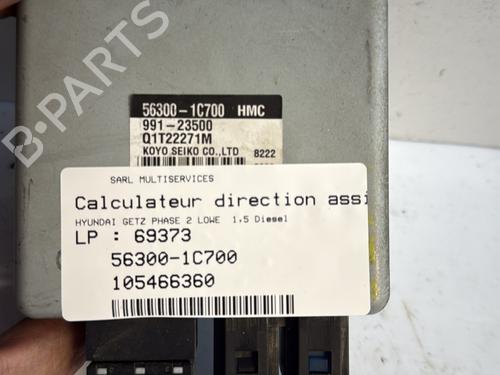 56300-1C700 HMC
991-23500
Q1T22271M
KOYO SEIKO CO.,LTD 8222
SARL MULTISERVICES
Calculateur direction assi
HYUNDAI GETZ PHASE 2 LOWE 1,5 Diesel
LP : 69373
56300-1C700
105466360